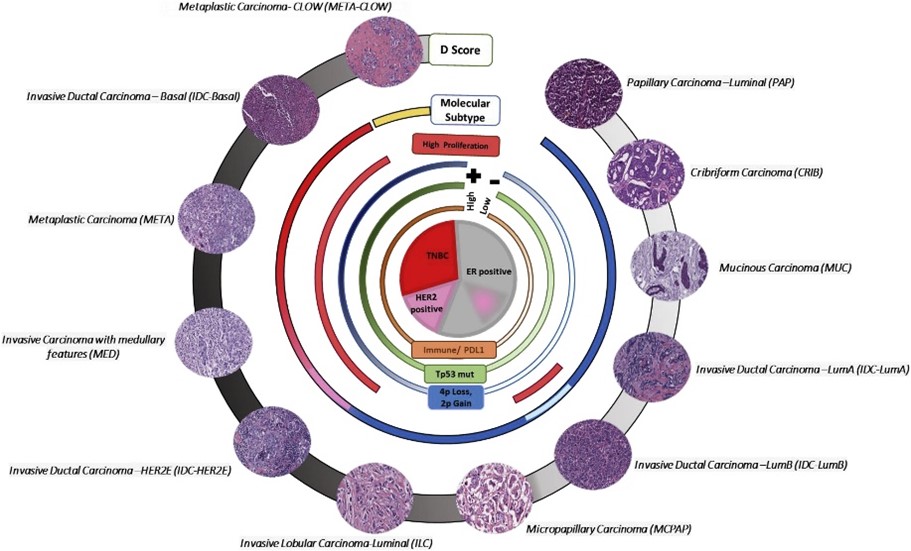 Metaplastic Carcinoma- CLOW (META-CLOW)
D Score
Papillary Carcinoma –Luminal (PAP)
Invasive Ductal Carcinoma – Basal (IDC-Basal)
Molecular
Subtype
High Proliferation
Cribriform Carcinoma (CRIB)
+
-
High
Low
Metaplastic Carcinoma (META)
TNBC
ER positive
Mucinous Carcinoma (MUC)
HER2
positive
Invasive Carcinoma with medullary
features (MED)
Immune/ PDL1
Tp53 mut
4p Loss,
2p Gain
Invasive Ductal Carcinoma –LumA (IDC-LumA)
Invasive Ductal Carcinoma –HER2E (IDC-HER2E)
Invasive Ductal Carcinoma –LumB (IDC-LumB)
Micropapillary Carcinoma (MCPAP)
Invasive Lobular Carcinoma-Luminal (ILC)